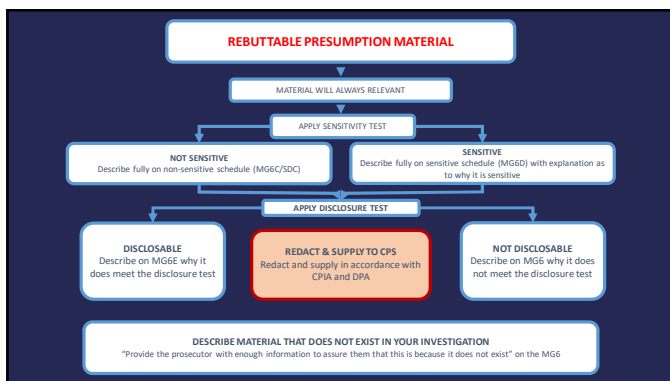 REBUTTABLE PRESUMPTION MATERIAL
MATERIAL WILL ALWAYS RELEVANT
APPLY SENSITIVITY TEST
NOT SENSITIVE
Describe fully on non-sensitive schedule (MG6C/SDC)
SENSITIVE
Describe fully on sensitive schedule (MG6D) with explanation as
to why it is sensitive
APPLY DISCLOSURE TEST
DISCLOSABLE
Describe on MG6E why it
does meet the disclosure test
REDACT & SUPPLY TO CPS
Redact and supply in accordance with
CPIA and DPA
NOT DISCLOSABLE
Describe on MG6 why it does
not meet the disclosure test
DESCRIBE MATERIAL THAT DOES NOT EXIST IN YOUR INVESTIGATION
"Provide the prosecutor with enough information to assure them that this is because it does not exist" on the MG6